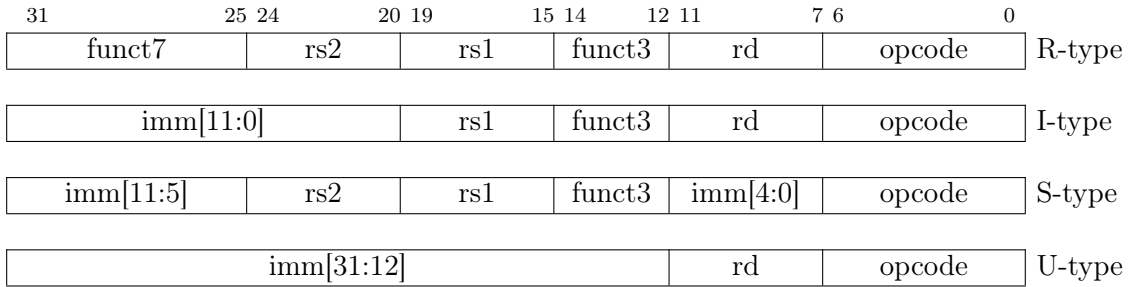 31 25 24 20 19 15 14 12 11 7 6 0
funct7 rs2 rs1 funct3 rd opcode R-type
imm[11:0] rs1 funct3 rd opcode I-type
imm[11:5] rs2 rs1 funct3 imm[4:0] opcode S-type
imm[31:12] rd opcode U-type